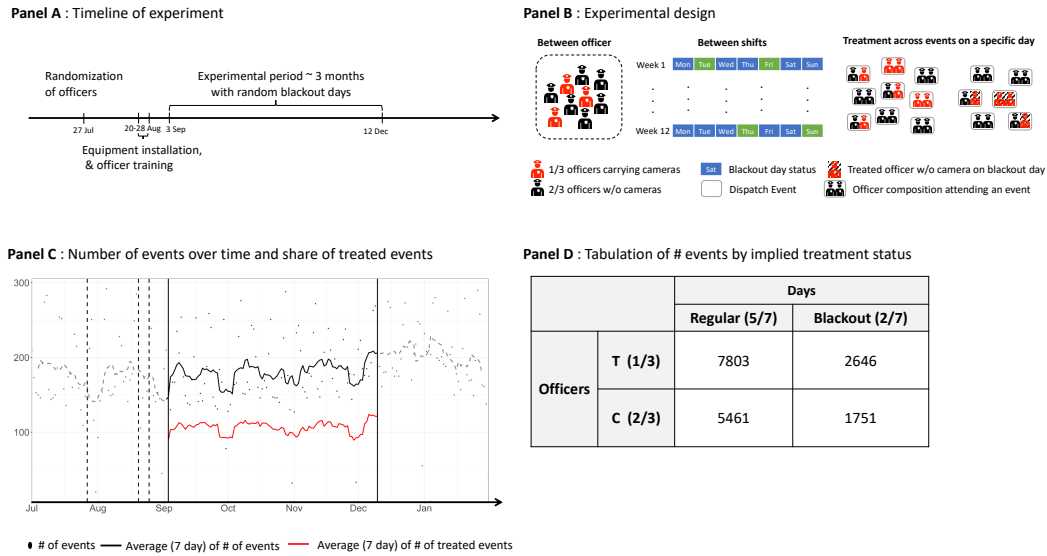 Panel A : Timeline of experiment
Randomization
of officers
Experimental period ~ 3 months
with random blackout days
27 Jul
20-28 Aug
3 Sep
12 Dec
Equipment installation,
& officer training
Panel B : Experimental design
Between officer
Between shifts
Treatment across events on a specific day
Week 1
Mon Tue Wed Thu Fri Sat Sun
Week 12
Mon Tue Wed Thu Fri Sat Sun
1/3 officers carrying cameras
Sat Blackout day status
Treated officer w/o camera on blackout day
2/3 officers w/o cameras
Dispatch Event
Officer composition attending an event
Panel C : Number of events over time and share of treated events
300
200
100
Jul Aug Sep Oct Nov Dec Jan
# of events
Average (7 day) of # of events
Average (7 day) of # of treated events
Panel D : Tabulation of # events by implied treatment status
Days
Regular (5/7) Blackout (2/7)
Officers
T (1/3) 7803 2646
C (2/3) 5461 1751